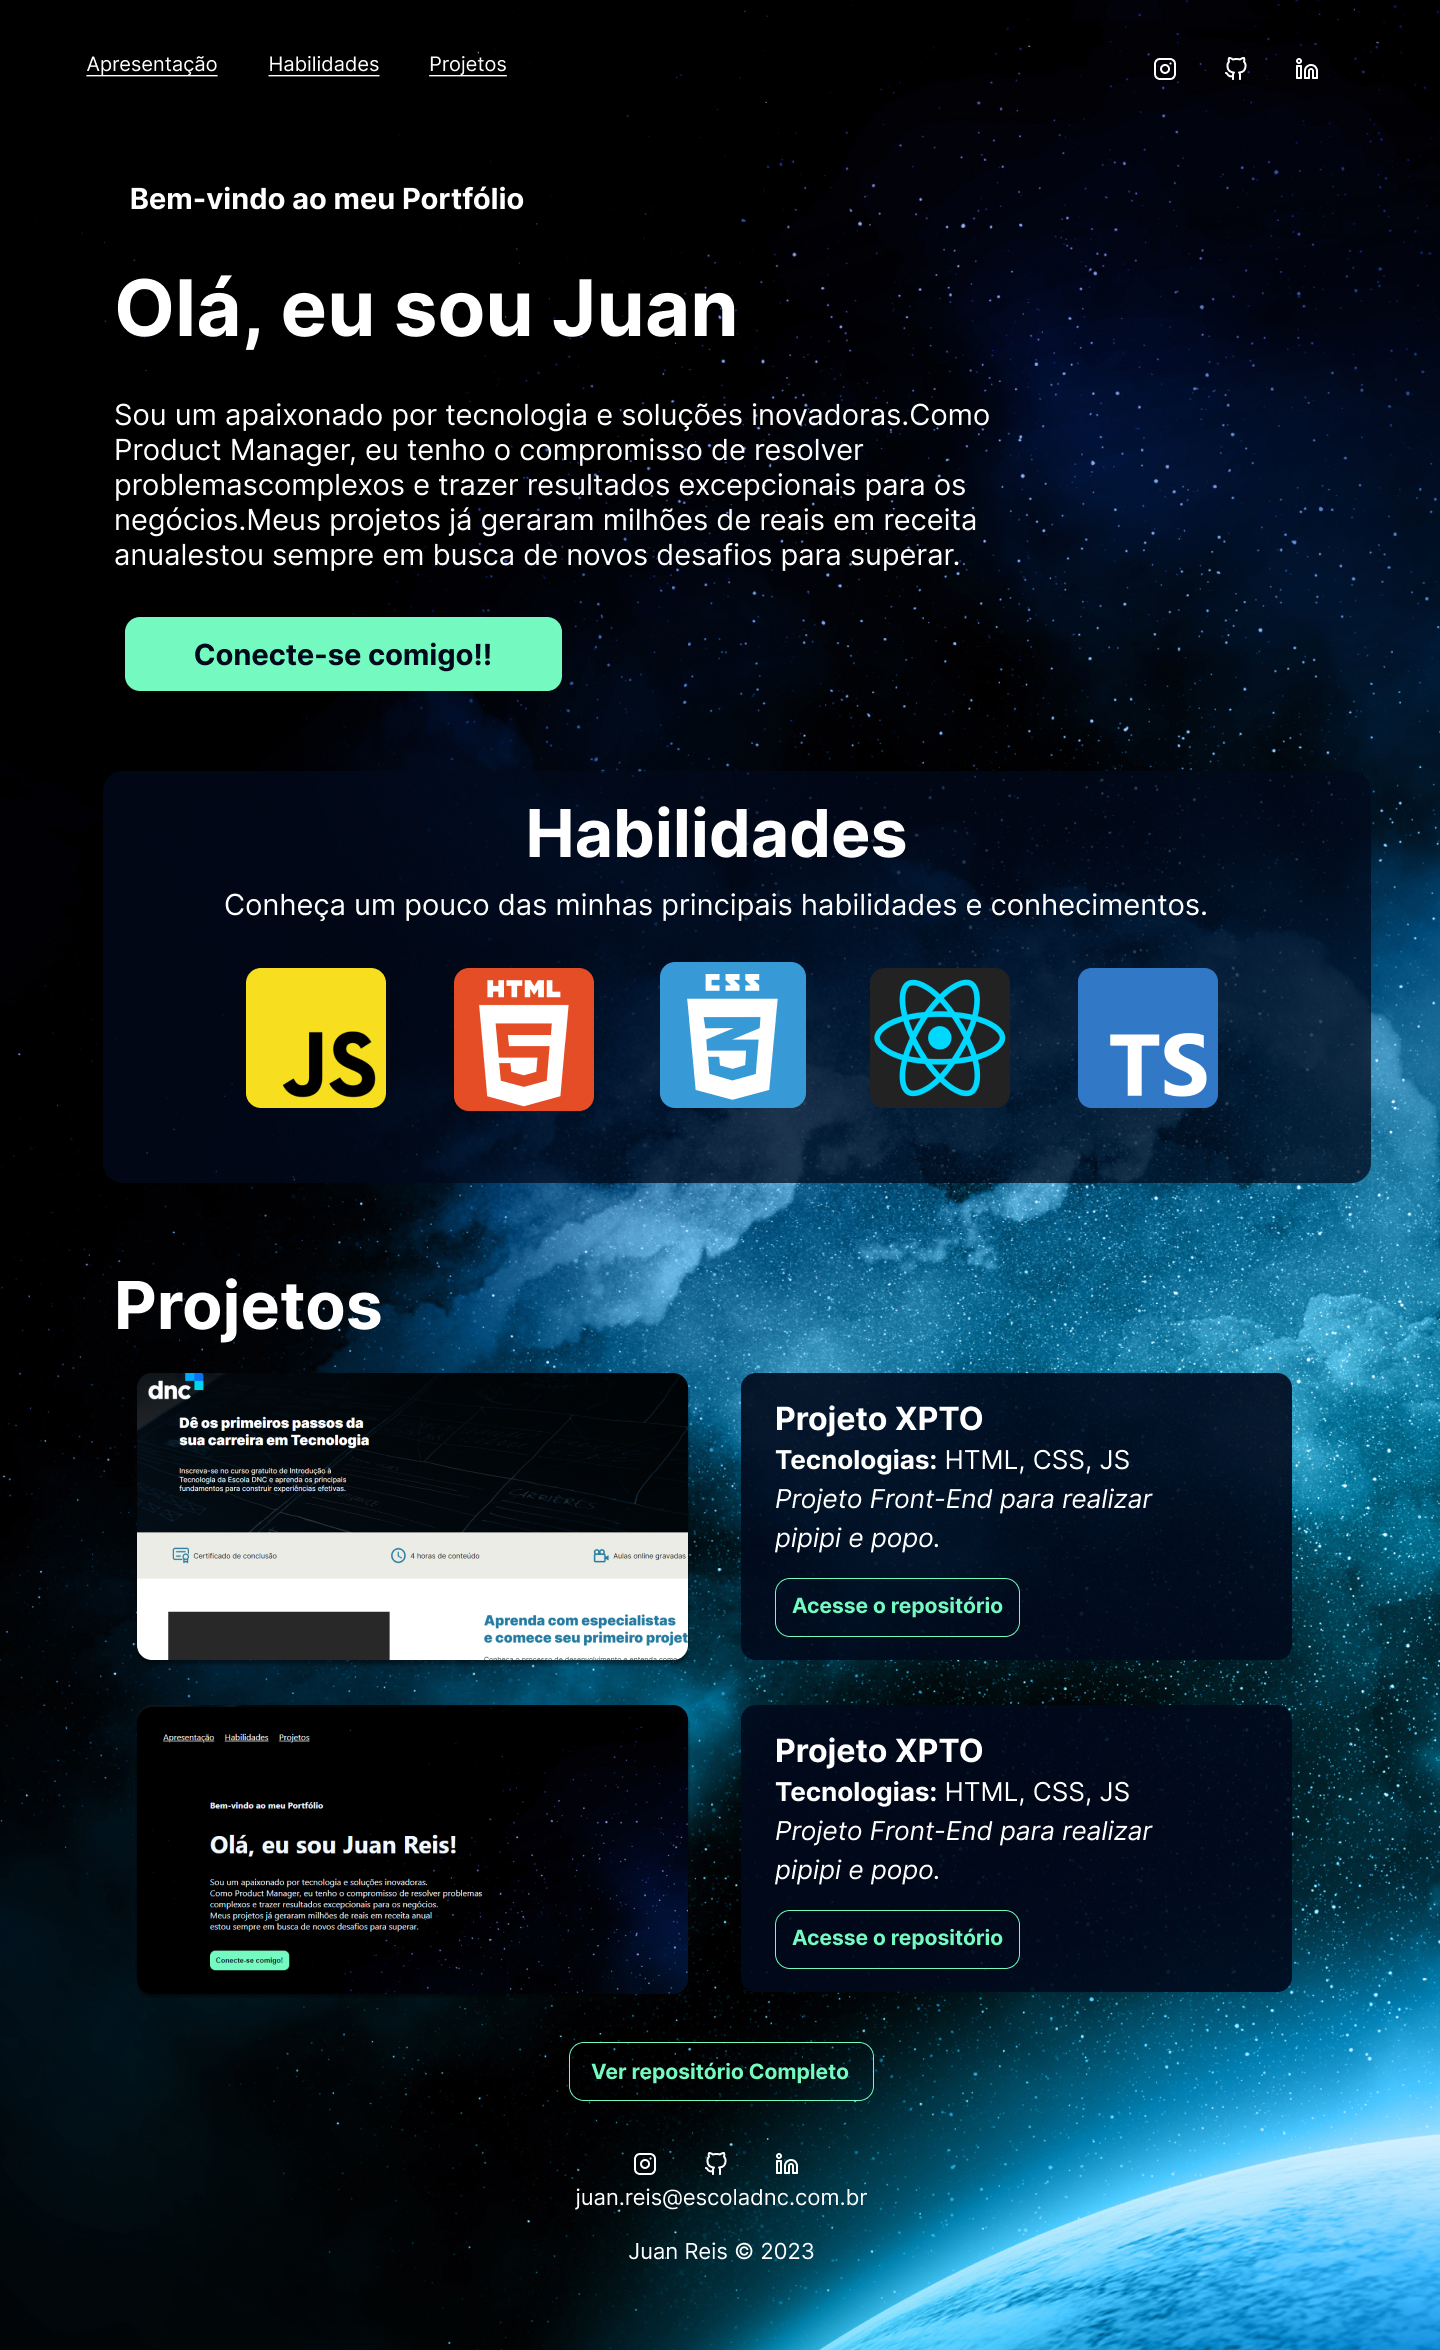 Apresentação Habilidades Projetos
Bem-vindo ao meu Portfólio
Olá, eu sou Juan
Sou um apaixonado por tecnologia e soluções inovadoras.Como
Product Manager, eu tenho o compromisso de resolver
problemascomplexos e trazer resultados excepcionais para os
negócios.Meus projetos já geraram milhões de reais em receita
anualestou sempre em busca de novos desafios para superar.
Conecte-se comigo!!
Habilidades
Conheça um pouco das minhas principais habilidades e conhecimentos.
JS
HTML
5
CSS
3
TS
Projetos
dnc
Dê os primeiros passos da
sua carreira em Tecnologia
Inscreva-se no curso gratuito de Introdução à
Tecnologia da Escola DNC e aprenda os principais
fundamentos para construir experiências efetivas.
Certificado de conclusão
4 horas de conteúdo
Aulas online gravadas
Aprenda com especialistas
e comece seu primeiro projet
Projeto XPTO
Tecnologias: HTML, CSS, JS
Projeto Front-End para realizar
pipipi e popo.
Acesse o repositório
Apresentação Habilidades Projetos
Bem-vindo ao meu Portfólio
Olá, eu sou Juan Reis!
Sou um apaixonado por tecnologia e soluções inovadoras.
Como Product Manager, eu tenho o compromisso de resolver problemas
complexos e trazer resultados excepcionais para os negócios.
Meus projetos já geraram milhões de reais em receita anual
estou sempre em busca de novos desafios para superar.
Conecte-se comigo!
Projeto XPTO
Tecnologias: HTML, CSS, JS
Projeto Front-End para realizar
pipipi e popo.
Acesse o repositório
Ver repositório Completo
juan.reis@escoladnc.com.br
Juan Reis © 2023